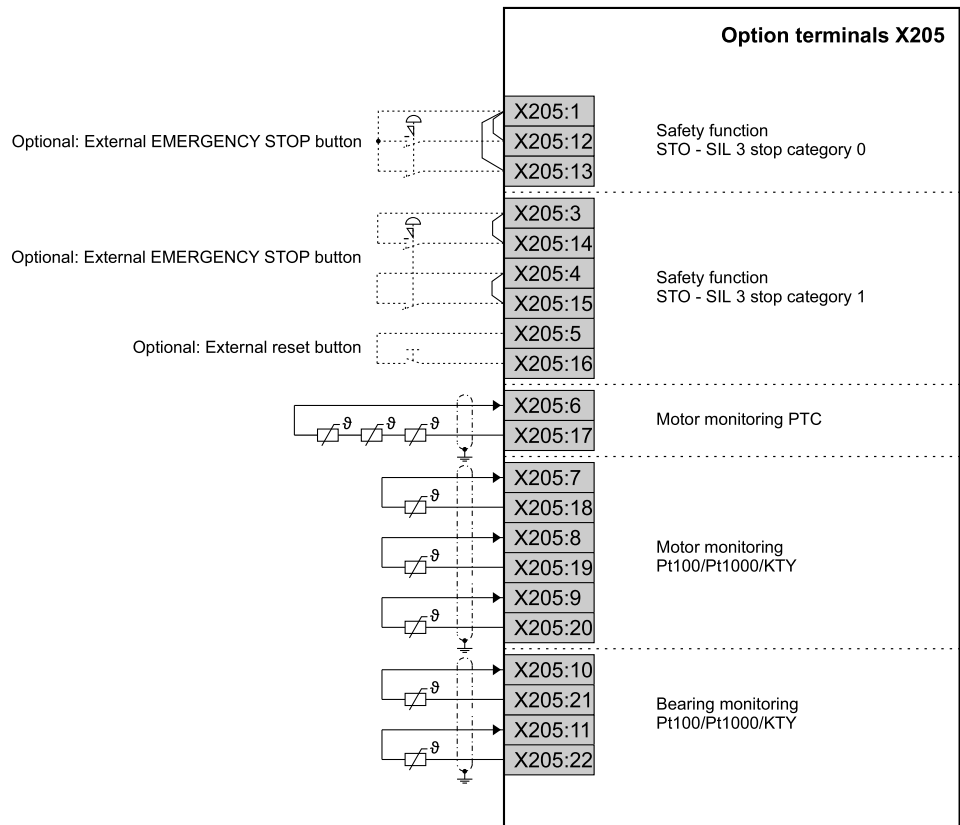 Option terminals X205
X205:1
Optional: External EMERGENCY STOP button
X205:12
X205:13
Safety function
STO - SIL 3 stop category 0
X205:3
X205:14
Optional: External EMERGENCY STOP button
X205:4
X205:15
Safety function
STO - SIL 3 stop category 1
X205:5
Optional: External reset button
X205:16
X205:6
ϑ ϑ ϑ
X205:17
Motor monitoring PTC
X205:7
ϑ
X205:18
X205:8
ϑ
X205:19
Motor monitoring
Pt100/Pt1000/KTY
X205:9
ϑ
X205:20
X205:10
ϑ
X205:21
Bearing monitoring
Pt100/Pt1000/KTY
X205:11
ϑ
X205:22